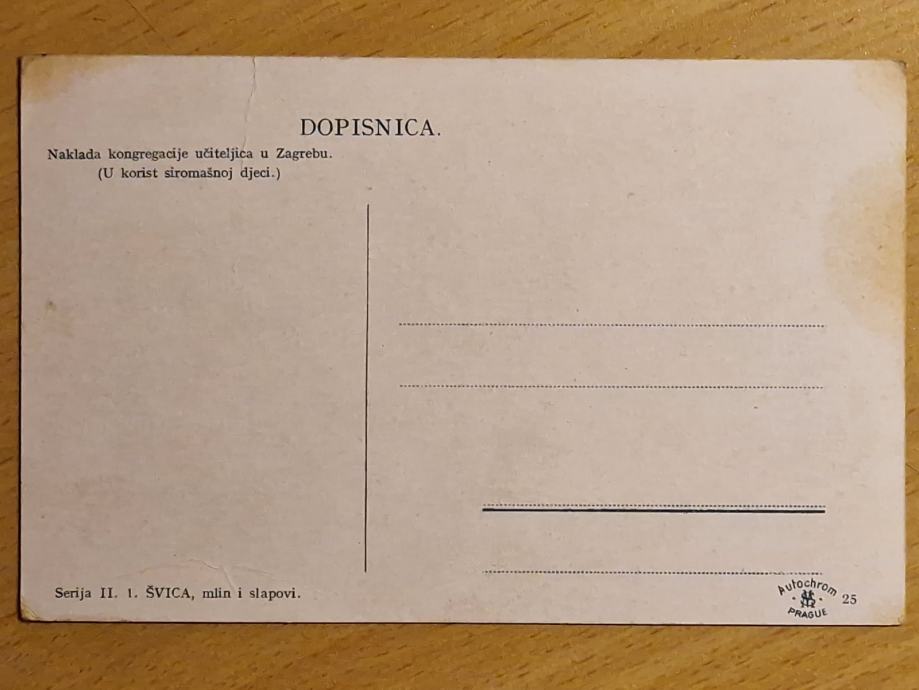 DOPISNICA.
Naklada kongregacije učiteljica u Zagrebu.
(U korist siromašnoj djeci.)
Serija II. 1. ŠVICA, mlin i slapovi.
Autochrom
PRAGUE
25